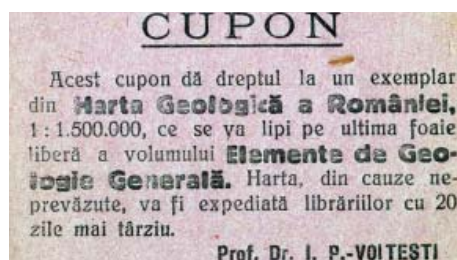 CUPON
Acest cupon dă dreptul la un exemplar
din Harta Geologică a României,
1 : 1.500.000, ce se va lipi pe ultima foaie
liberă a volumului Elemente de Geo-
logie Generală. Harta, din cauze ne-
prevăzute, va fi expediată librăriilor cu 20
zile mai târziu.
Prof. Dr. I. P.-VOITEȘTI